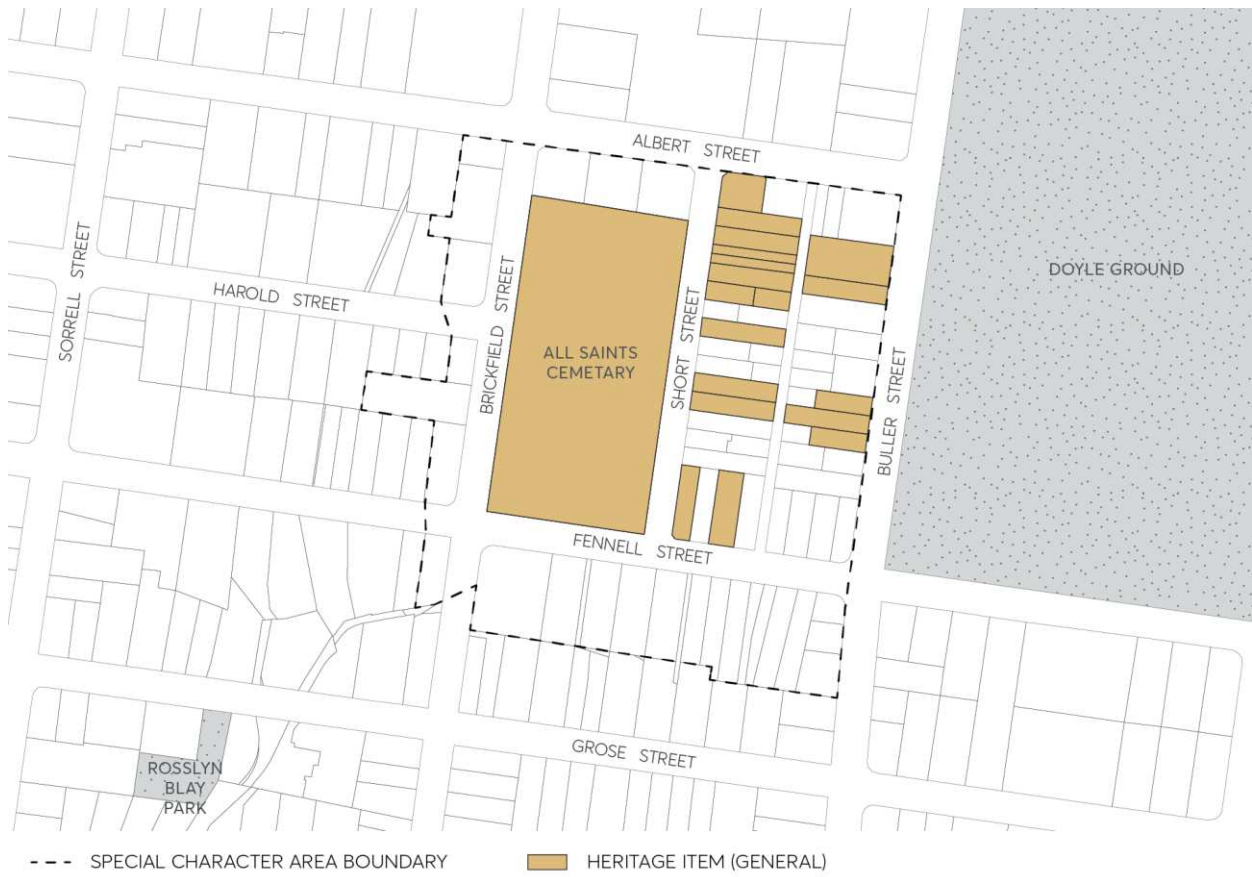 ALBERT STREET
DOYLE GROUND
SORRELL STREET
HAROLD STREET
BRICKFIELD STREET
ALL SAINTS
CEMETARY
SHORT STREET
BULLER STREET
FENNELL STREET
GROSE STREET
ROSSLYN
BLAY
PARK
SPECIAL CHARACTER AREA BOUNDARY
HERITAGE ITEM (GENERAL)